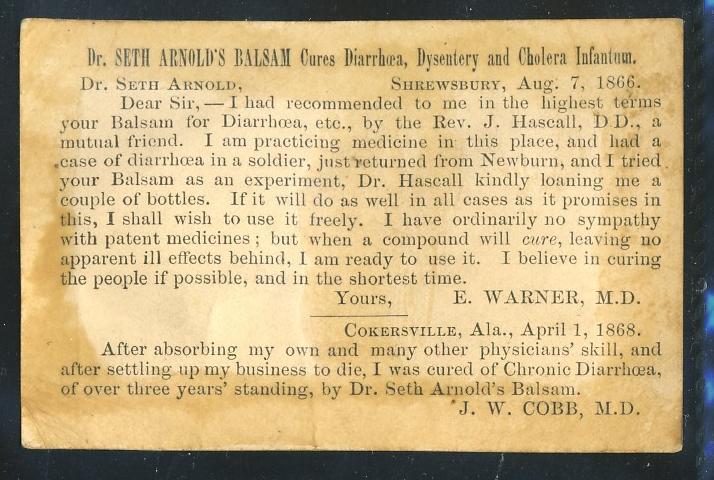 Dr. SETH ARNOLD'S BALSAM Cures Diarrhœa, Dysentery and Cholera Infantum.
Dr. Seth Arnold, Shrewsbury, Aug. 7, 1866.
Dear Sir, — I had recommended to me in the highest terms
your Balsam for Diarrhœa, etc., by the Rev. J. Hascall, D.D., a
mutual friend. I am practicing medicine in this place, and had a
case of diarrhœa in a soldier, just returned from Newburn, and I tried
your Balsam as an experiment, Dr. Hascall kindly loaning me a
couple of bottles. If it will do as well in all cases as it promises in
this, I shall wish to use it freely. I have ordinarily no sympathy
with patent medicines; but when a compound will cure, leaving no
apparent ill effects behind, I am ready to use it. I believe in curing
the people if possible, and in the shortest time.
Yours, E. WARNER, M.D.
Cokersville, Ala., April 1, 1868.
After absorbing my own and many other physicians' skill, and
after settling up my business to die, I was cured of Chronic Diarrhœa,
of over three years' standing, by Dr. Seth Arnold's Balsam.
J. W. COBB, M.D.